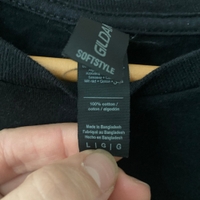 GILDAN
SOFTSTYLE
100% cotton /
coton /
algodón
Made in Bangladesh
Fabriqué au Bangladesh
Hecho en Bangladesh
L | G | G